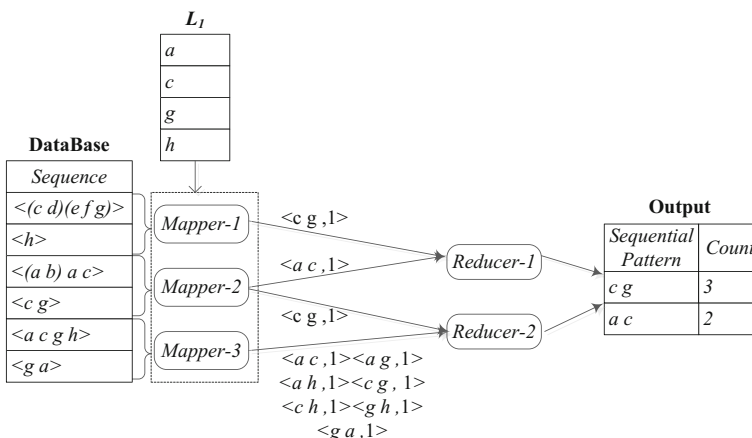 L1
a
c
g
h
DataBase
Sequence
<(c d)(e f g)>
<h>
<(a b) a c>
<c g>
<a c g h>
<g a>
Mapper-1
Mapper-2
Mapper-3
<c g ,1>
<a c ,1>
<c g ,1>
<a c ,1><a g ,1>
<a h ,1><c g , 1>
<c h ,1><g h ,1>
<g a ,1>
Reducer-1
Reducer-2
Output
Sequential
Pattern
Count
c g 3
a c 2